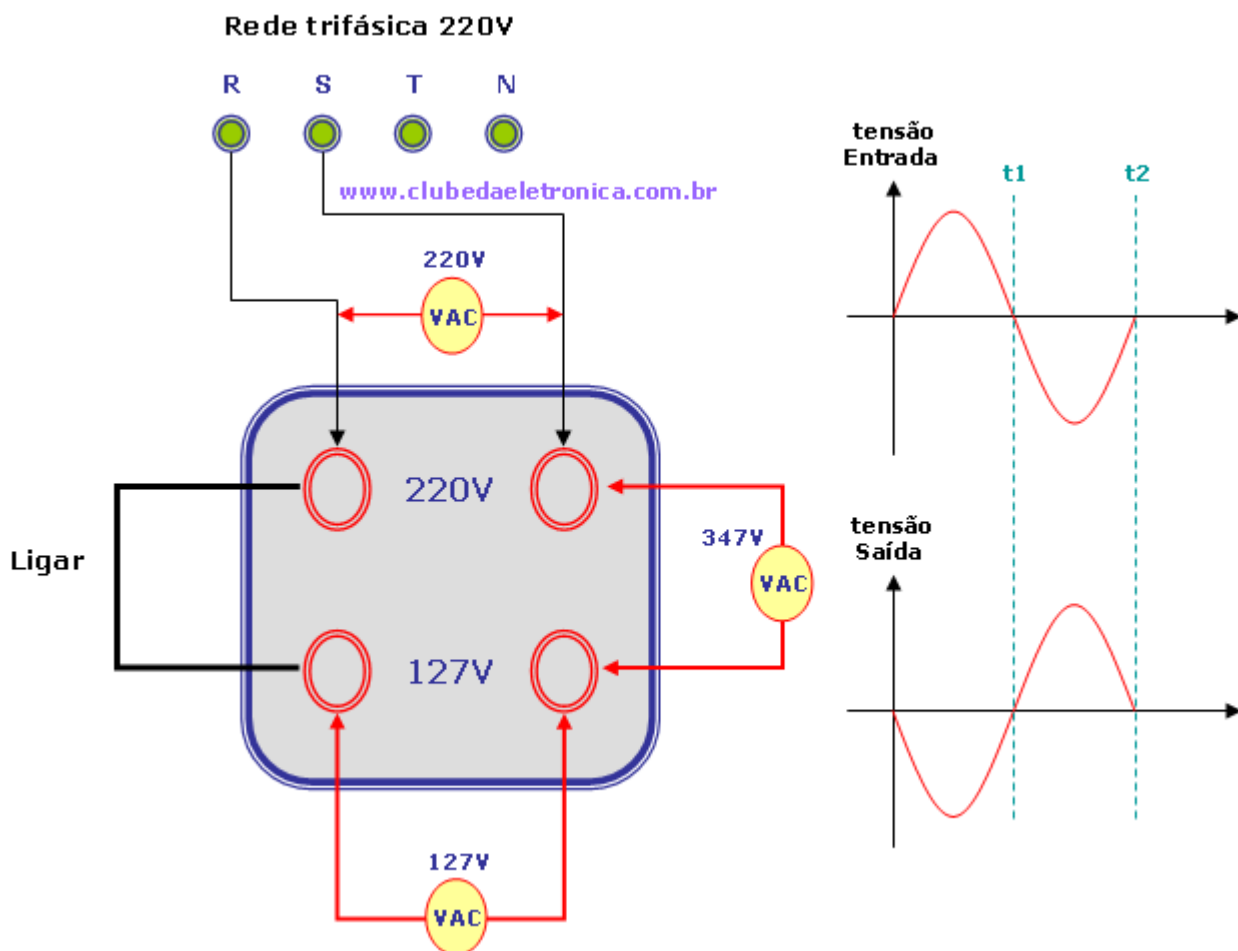 Rede trifásica 220V
R S T N
www.clubedaeletronica.com.br
220V
VAC
220V
Ligar
127V
347V
VAC
127V
VAC
tensão
Entrada
t1 t2
tensão
Saída